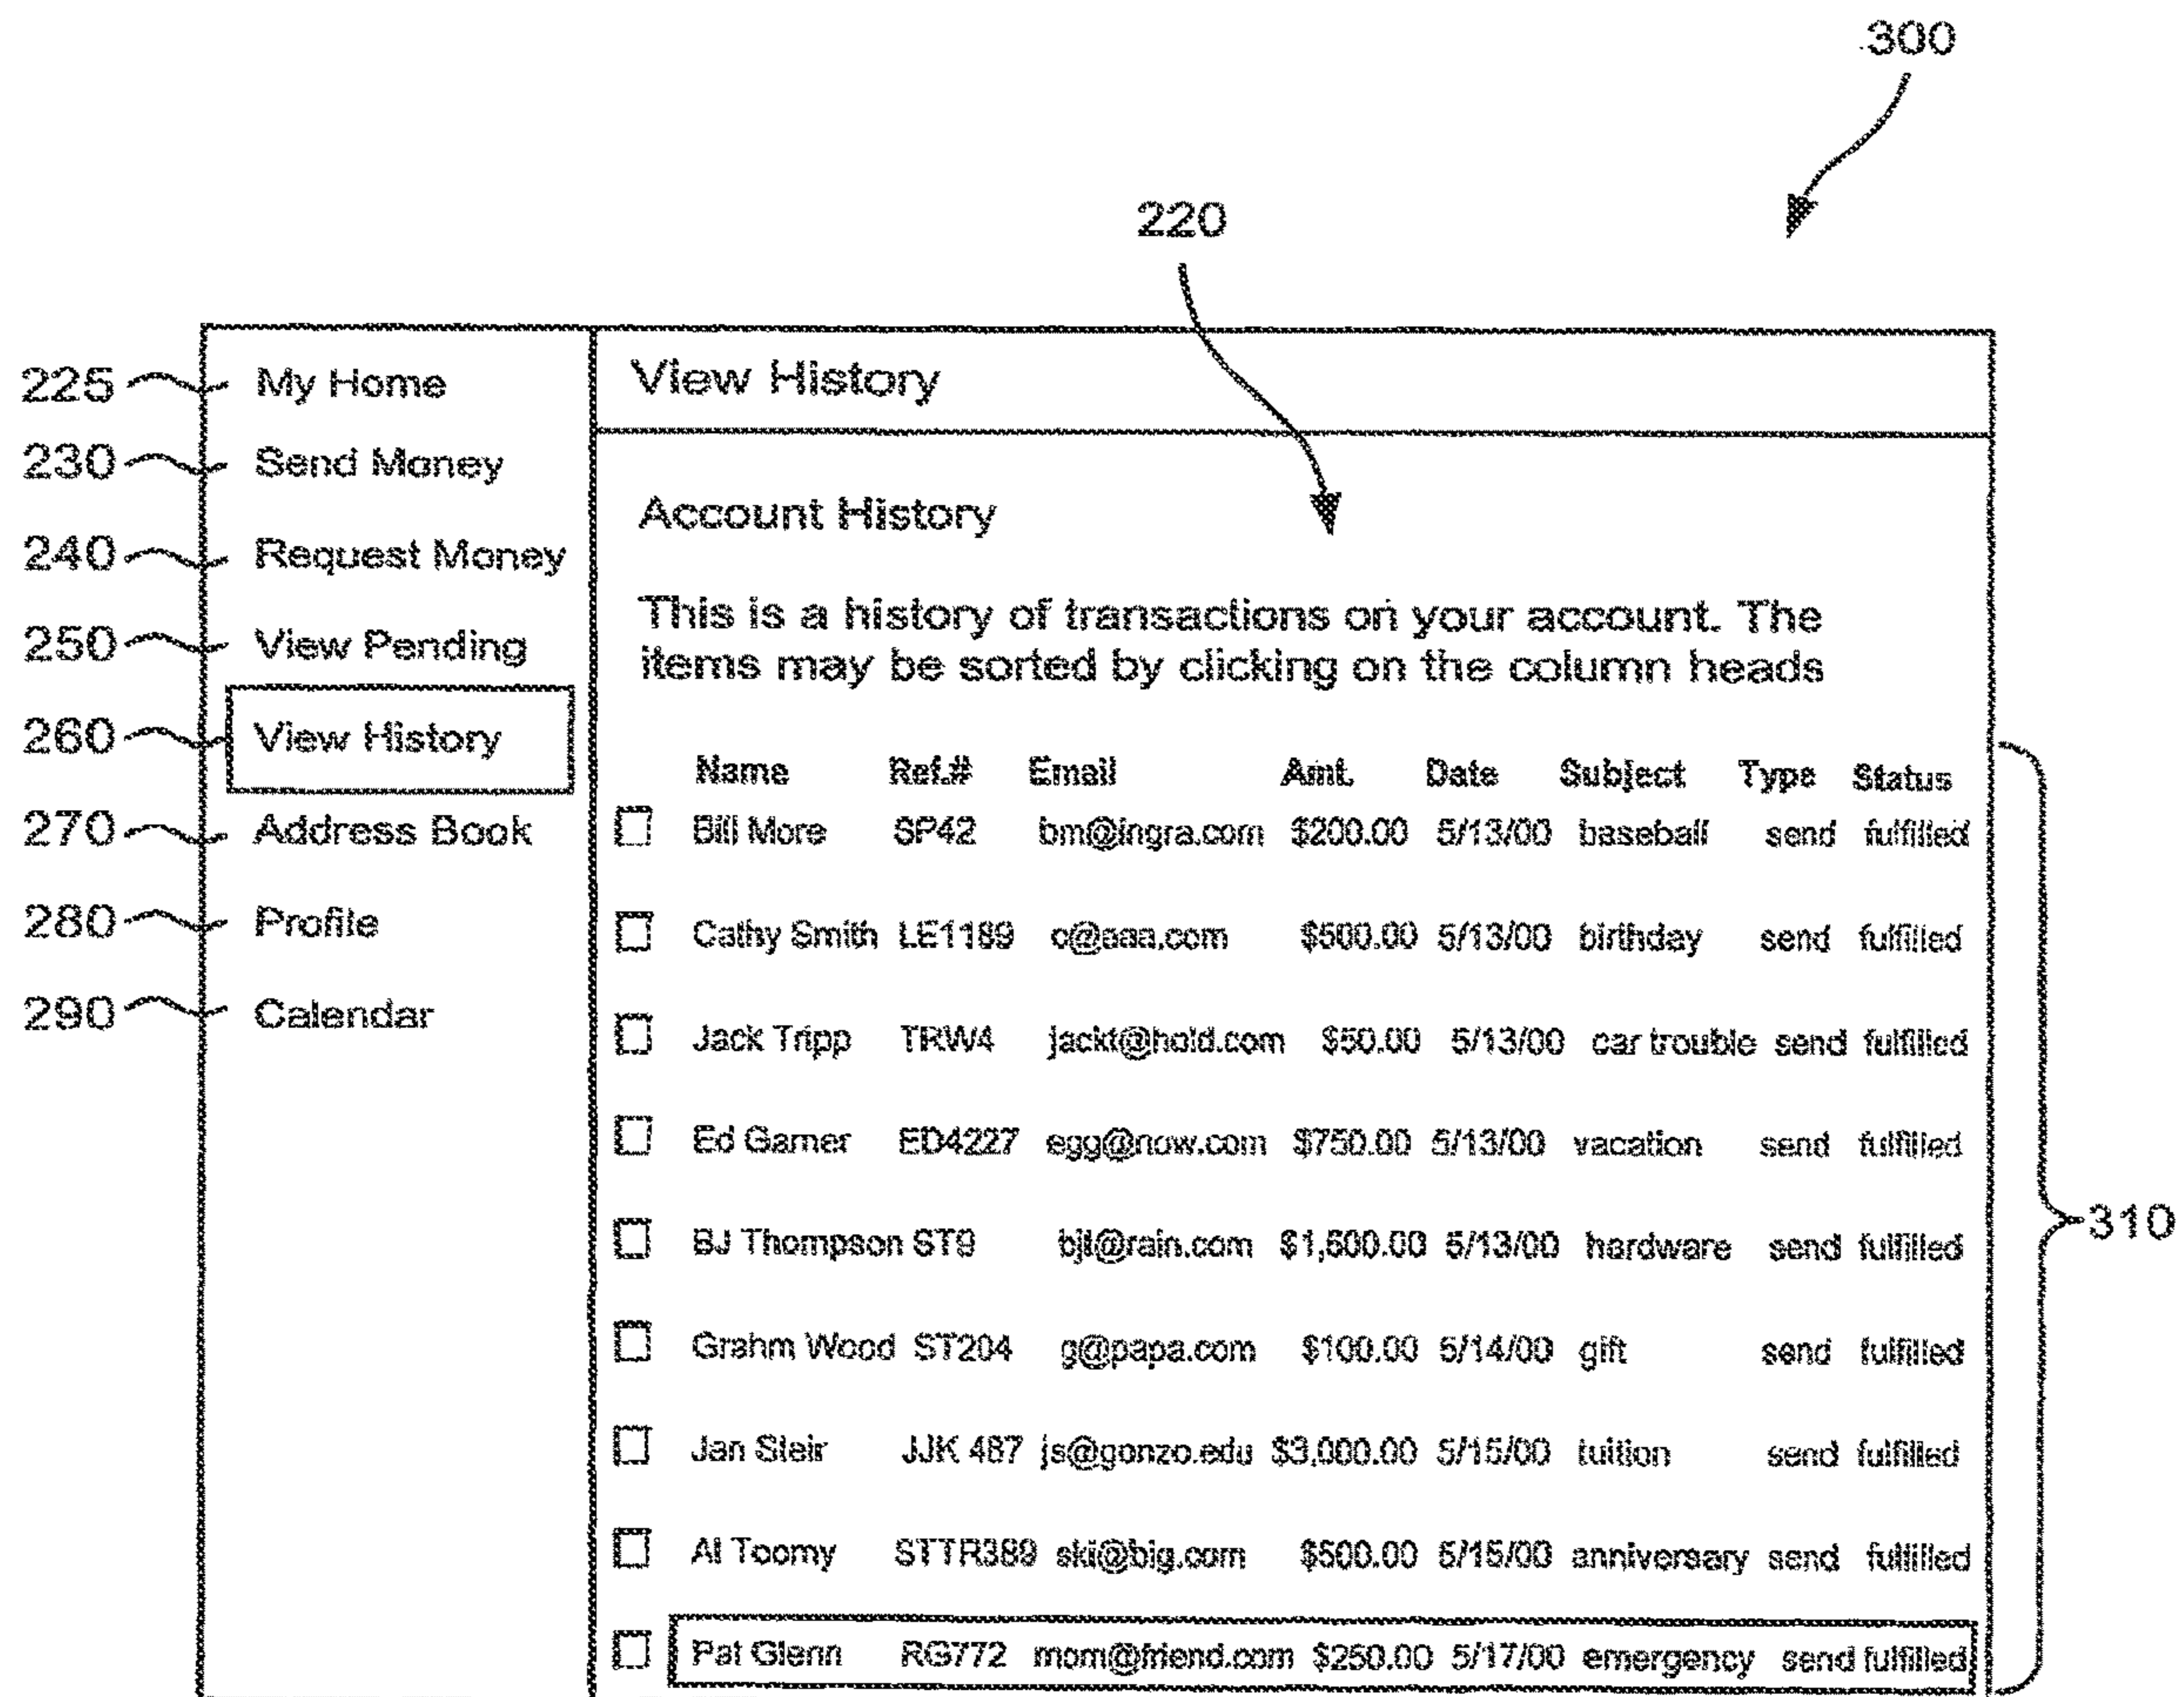 300
220
225 My Home
230 Send Money
240 Request Money
250 View Pending
260 View History
270 Address Book
280 Profile
290 Calendar
View History
Account History
This is a history of transactions on your account. The
items may be sorted by clicking on the column heads
Name Ref.# Email Amt. Date Subject Type Status
Bill More SP42 bm@ingra.com $200.00 5/13/00 baseball send fulfilled
Cathy Smith LE1189 c@aaa.com $500.00 5/13/00 birthday send fulfilled
Jack Tripp TRW4 jackt@hold.com $50.00 5/13/00 car trouble send fulfilled
Ed Garner ED4227 egg@now.com $750.00 5/13/00 vacation send fulfilled
BJ Thompson ST9 bjt@rain.com 5/13/00 hardware send fulfilled
Grahm Wood ST204 g@papa.com $100.00 5/14/00 gift send fulfilled
Jan Steir JJK 487 js@gonzo.edu $3,000.00 5/15/00 tuition send fulfilled
Al Toomy STTR389 ski@big.com $500.00 5/15/00 anniversary send fulfilled
Pat Glenn RG772 mom@friend.com $250.00 5/17/00 emergency send fulfilled
310